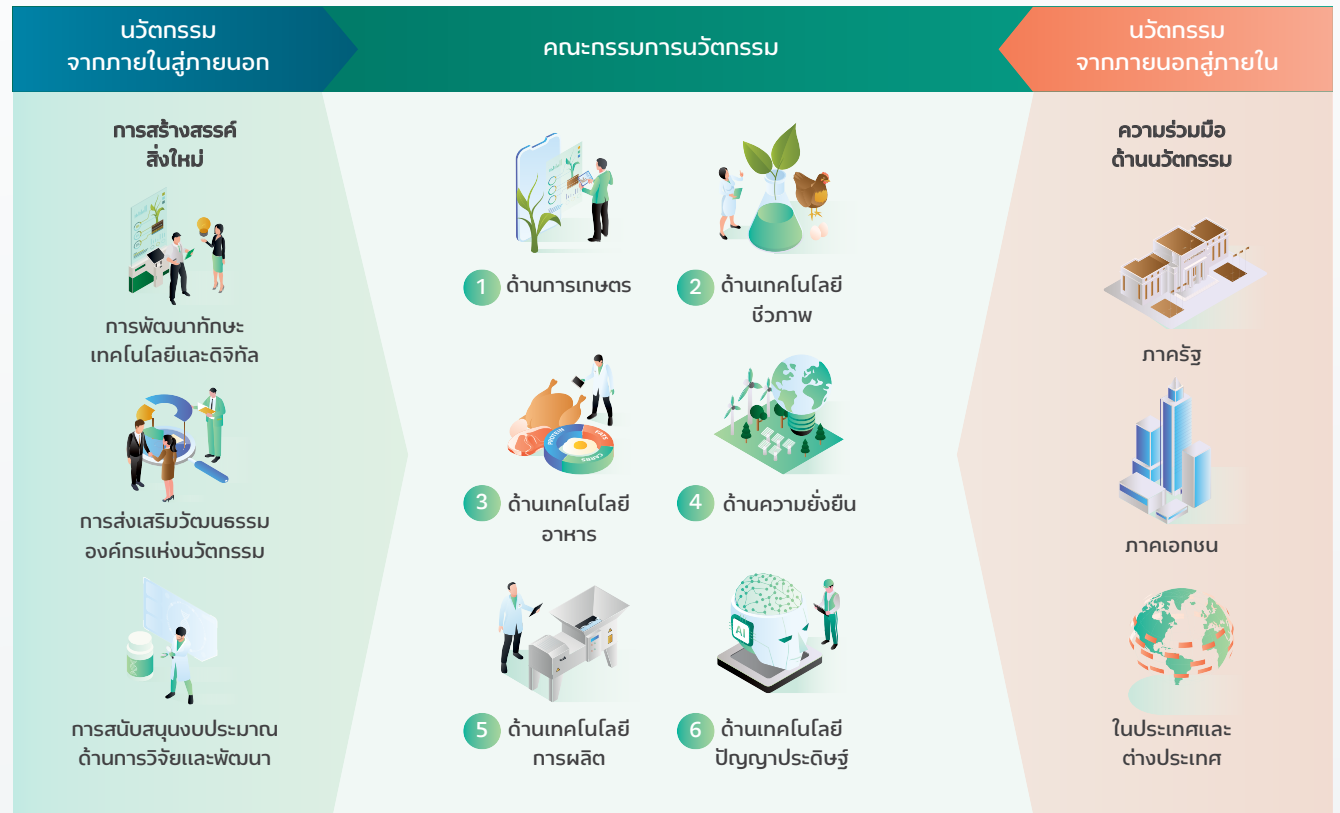 นวัตกรรม
จากภายในสู่ภายนอก
คณะกรรมการนวัตกรรม
นวัตกรรม
จากภายนอกสู่ภายใน
การสร้างสรรค์
สิ่งใหม่
การพัฒนาทักษะ
เทคโนโลยีและดิจิทัล
การส่งเสริมวัฒนธรรม
องค์กรแห่งนวัตกรรม
การสนับสนุนงบประมาณ
ด้านการวิจัยและพัฒนา
1 ด้านการเกษตร
2 ด้านเทคโนโลยี
ชีวภาพ
PROTEIN
FATS
CARBS
3 ด้านเทคโนโลยี
อาหาร
4 ด้านความยั่งยืน
5 ด้านเทคโนโลยี
การผลิต
AI
6 ด้านเทคโนโลยี
ปัญญาประดิษฐ์
ความร่วมมือ
ด้านนวัตกรรม
ภาครัฐ
ภาคเอกชน
ในประเทศและ
ต่างประเทศ